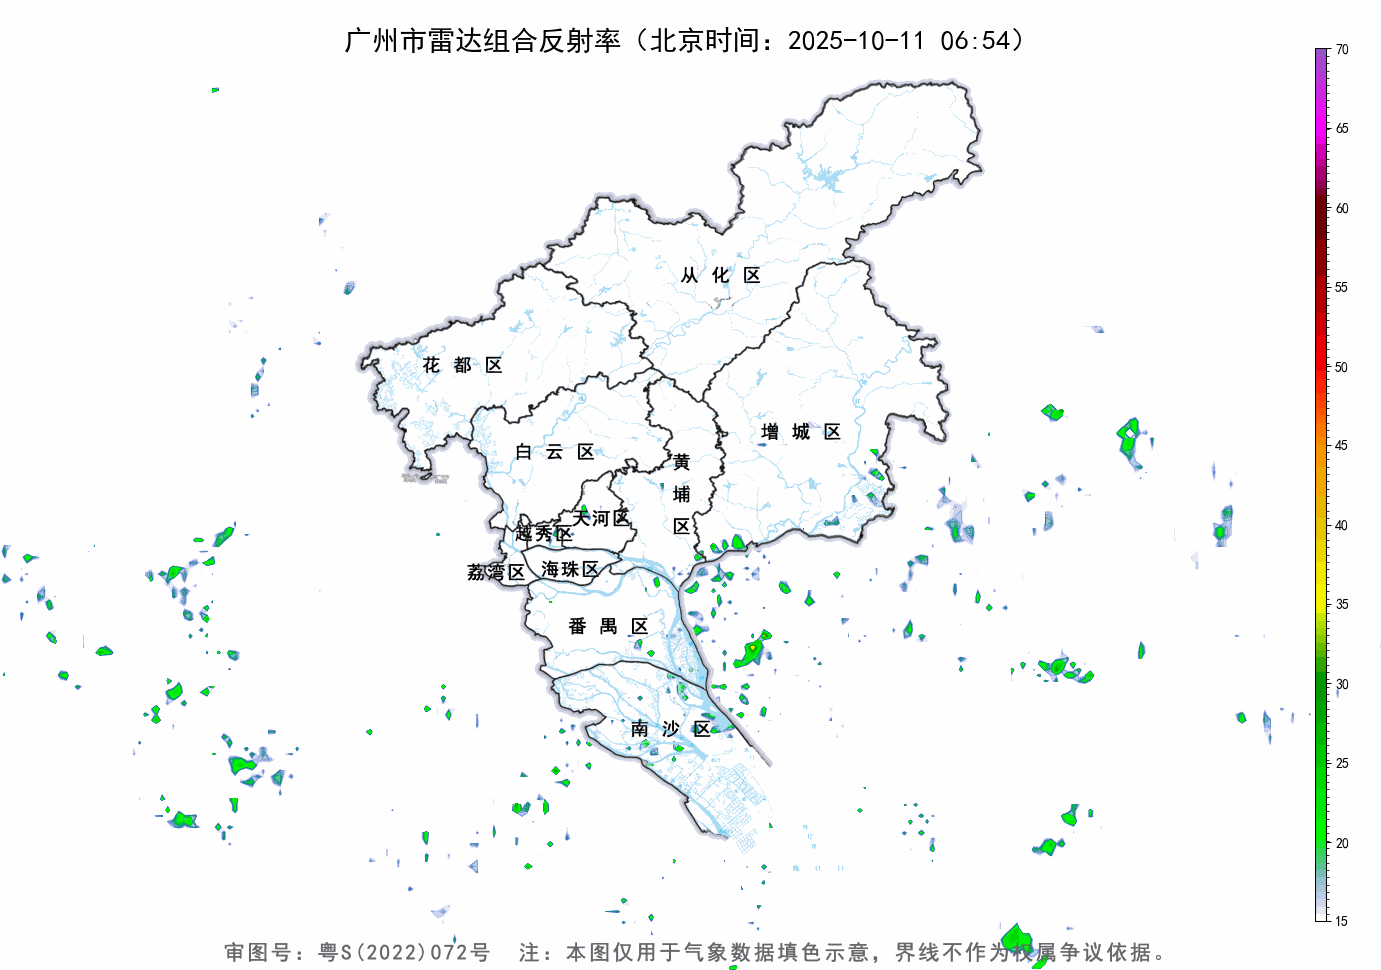 广州市雷达组合反射率（北京时间：2025-10-11 06:54）
70
65
60
55
50
45
40
35
30
25
20
15
从 化 区
花 都 区
增 城 区
白 云 区
黄
埔
区
天河区
越秀区
荔湾区
海珠区
番 禺 区
南 沙 区
审图号：粤S(2022)072号 注：本图仅用于气象数据填色示意，界线不作为权属争议依据。